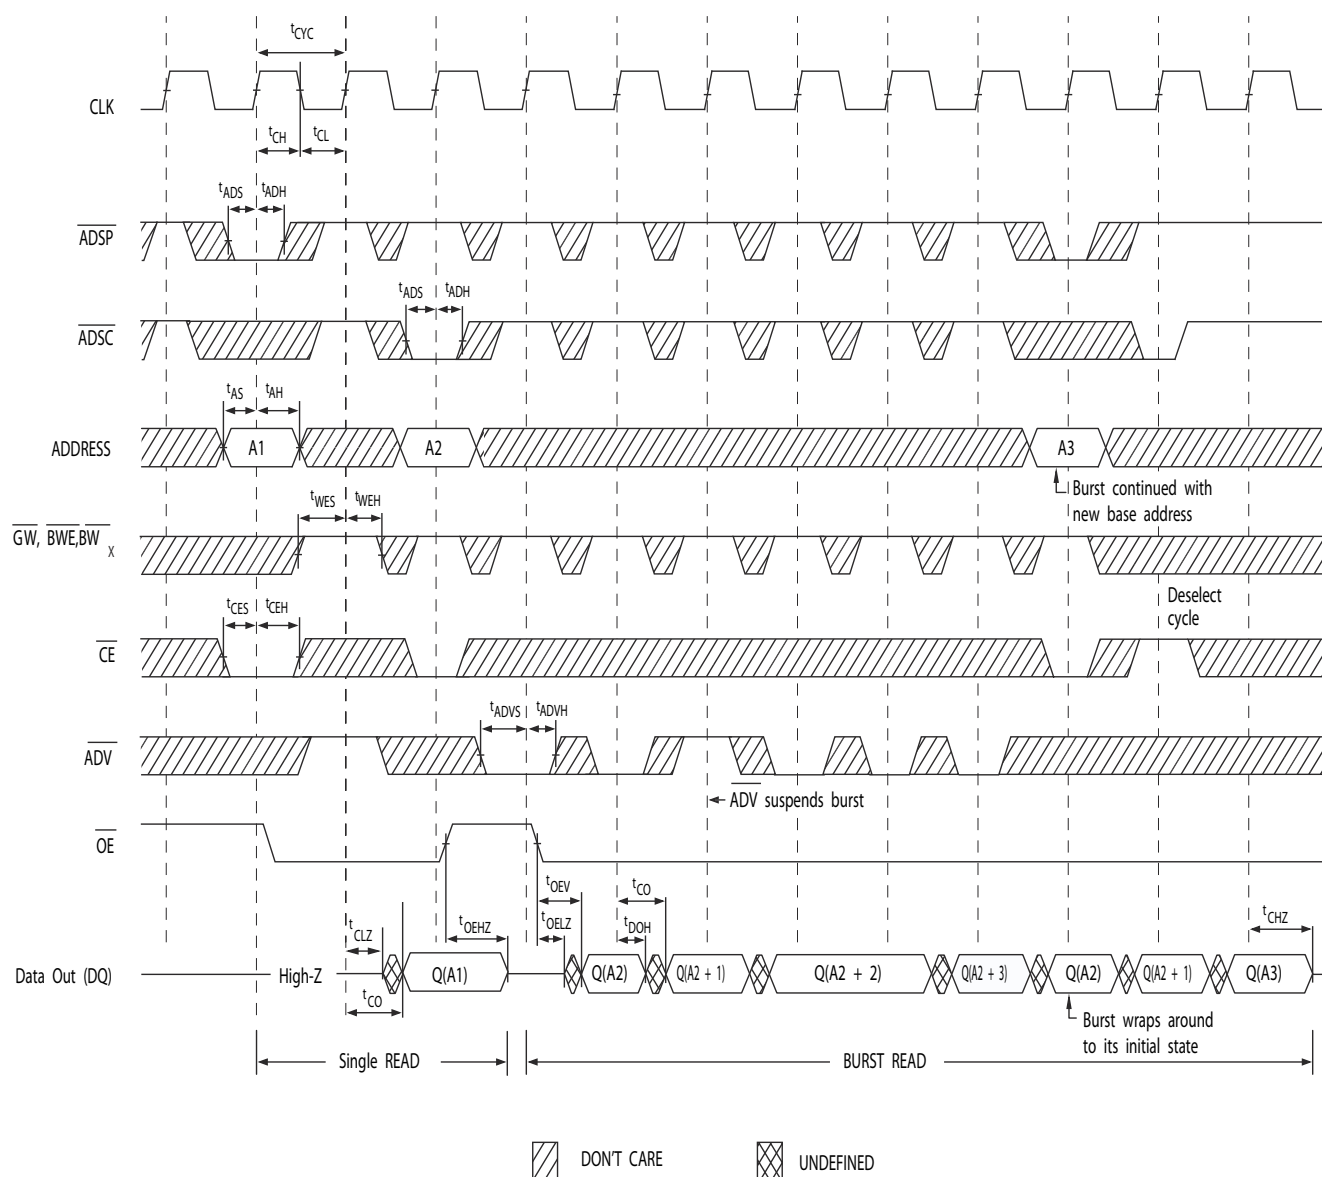 tCYC
CLK
tCH tCL
tADS tADH
ADSP
tADS tADH
ADSC
tAS tAH
ADDRESS A1 A2 A3
Burst continued with
new base address
tWES tWEH
GW, BWE,BW X
Deselect
cycle
tCES tCEH
CE
tADVS tADVH
ADV
ADV suspends burst
OE
tOEV tCO
tCLZ tOEHZ tOELZ tDOH tCHZ
Data Out (DQ) High-Z Q(A1) Q(A2) Q(A2 + 1) Q(A2 + 2) Q(A2 + 3) Q(A2) Q(A2 + 1) Q(A3)
tCO
Burst wraps around
to its initial state
Single READ BURST READ
DON'T CARE UNDEFINED